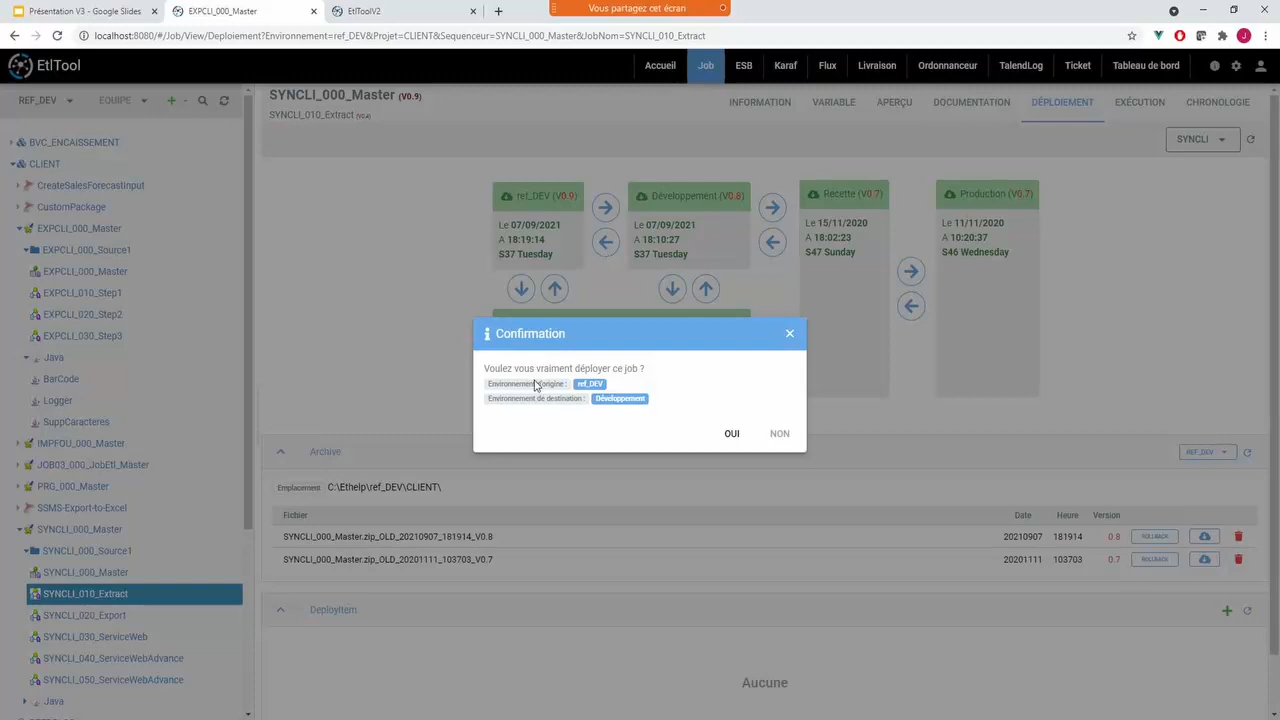 Présentation V3 - Google Slides
EXPCLI_000_Master
EtlToolV2
Vous partagez cet écran
localhost:8080/#/Job/View/Deploiement?Environnement=ref_DEV&Projet=CLIENT&Sequenceur=SYNCLI_000_Master&JobNom=SYNCLI_010_Extract
J
EtlTool
Accueil
Job
ESB
Karaf
Flux
Livraison
Ordonnanceur
TalendLog
Ticket
Tableau de bord
REF_DEV
EQUIPE
SYNCLI_000_Master (V0.9)
SYNCLI_010_Extract
INFORMATION
VARIABLE
APERÇU
DOCUMENTATION
DÉPLOIEMENT
EXÉCUTION
CHRONOLOGIE
SYNCLI
BVC_ENCAISSEMENT
CLIENT
CreateSalesForecastInput
CustomPackage
EXPCLI_000_Master
EXPCLI_000_Source1
EXPCLI_000_Master
EXPCLI_010_Step1
EXPCLI_020_Step2
EXPCLI_030_Step3
Java
BarCode
Logger
SuppCaracteres
IMPFOU_000_Master
JOB03_000_JobEtl_Master
PRG_000_Master
SSMS-Export-to-Excel
SYNCLI_000_Master
SYNCLI_000_Source1
SYNCLI_000_Master
SYNCLI_010_Extract
SYNCLI_020_Export
SYNCLI_030_ServiceWeb
SYNCLI_040_ServiceWebAdvance
SYNCLI_050_ServiceWebAdvance
Java
ref_DEV (V0.9)
Le 07/09/2021
A 18:19:14
S37 Tuesday
Développement (V0.8)
Le 07/09/2021
A 18:10:27
S37 Tuesday
Recette (V0.7)
Le 15/11/2020
A 18:02:23
S47 Sunday
Production (V0.7)
Le 11/11/2020
A 10:20:37
S46 Wednesday
Confirmation
Voulez vous vraiment déployer ce job ?
Environnement d'origine : ref_DEV
Environnement de destination : Développement
OUI
NON
Archive
REF_DEV
Emplacement C:\Ethelp\ref_DEV\CLIENT\
Fichier Date Heure Version
SYNCLI_000_Master.zip_OLD_20210907_181914_V0.8 20210907 181914 0.8 ROLLBACK
SYNCLI_000_Master.zip_OLD_20201111_103703_V0.7 20201111 103703 0.7 ROLLBACK
DeployItem
Aucune